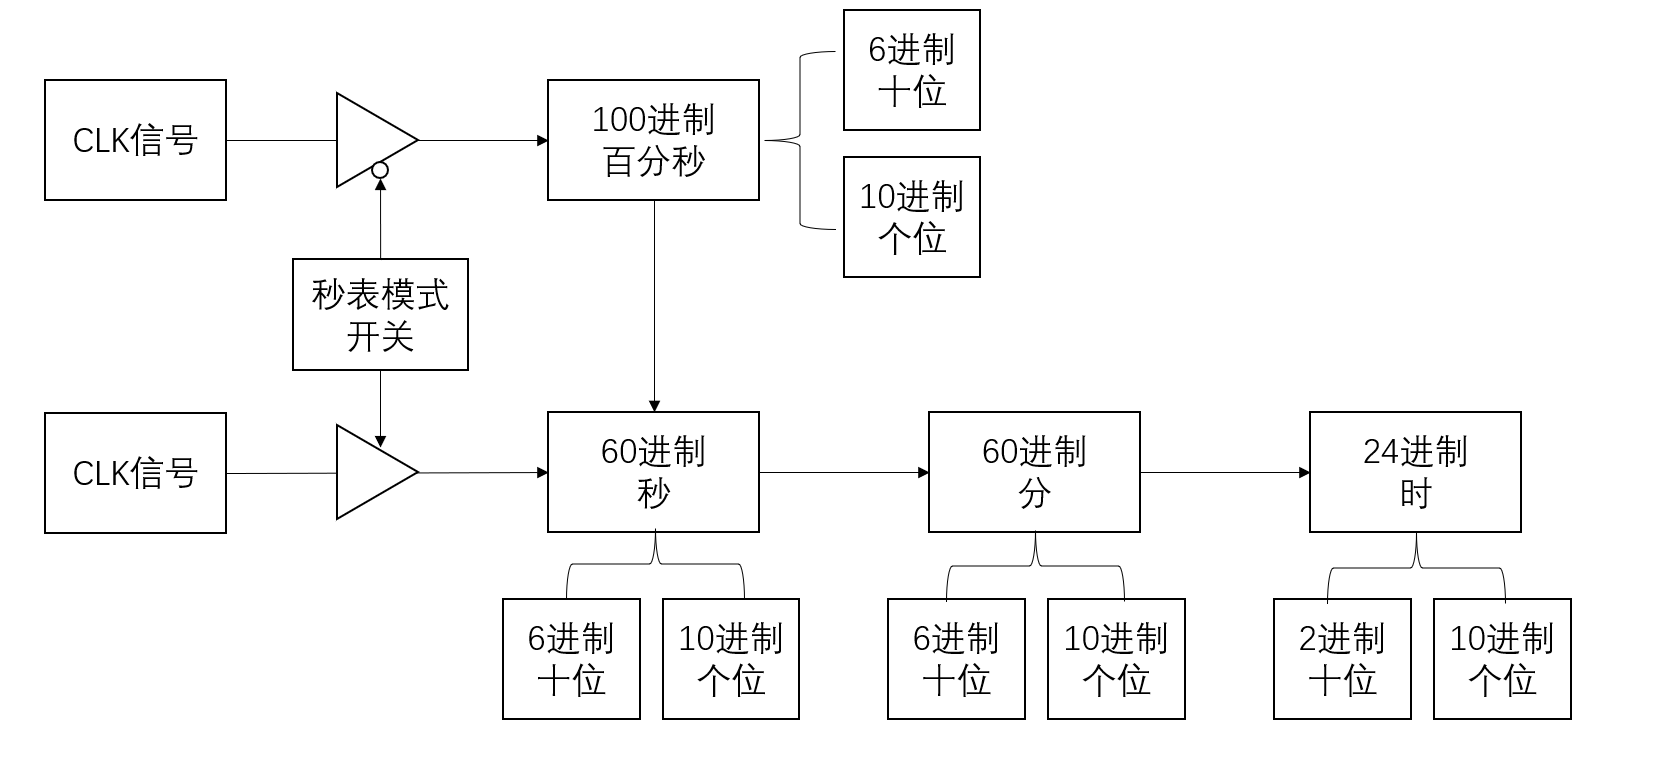 6进制
十位
CLK信号
100进制
百分秒
10进制
个位
秒表模式
开关
CLK信号
60进制
秒
60进制
分
24进制
时
6进制
十位
10进制
个位
6进制
十位
10进制
个位
2进制
十位
10进制
个位